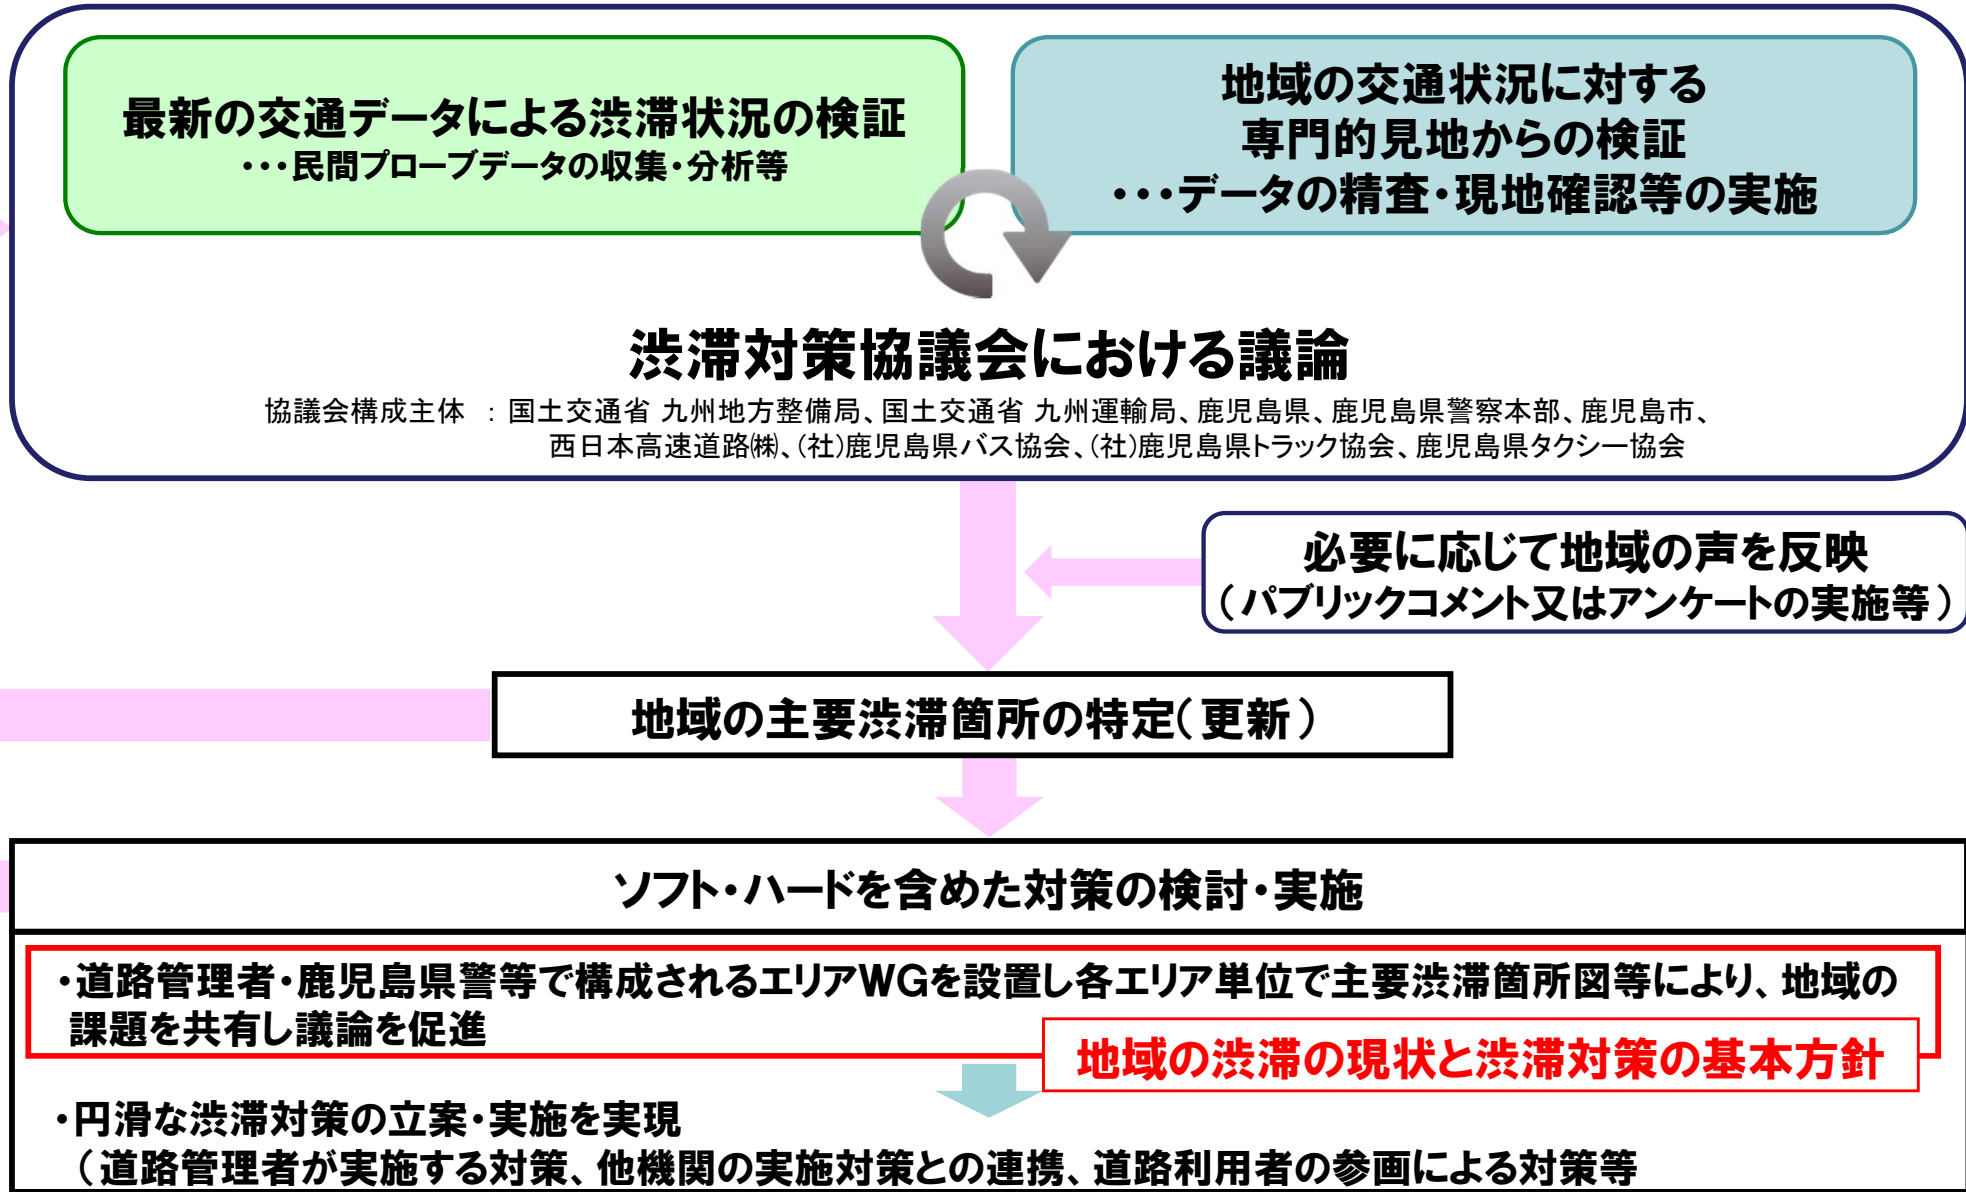 最新の交通データによる渋滞状況の検証
・・・民間プローブデータの収集・分析等
地域の交通状況に対する
専門的見地からの検証
・・・データの精査・現地確認等の実施
渋滞対策協議会における議論
協議会構成主体 : 国土交通省 九州地方整備局、国土交通省 九州運輸局、鹿児島県、鹿児島県警察本部、鹿児島市、
西日本高速道路㈱、(社)鹿児島県バス協会、(社)鹿児島県トラック協会、鹿児島県タクシー協会
必要に応じて地域の声を反映
(パブリックコメント又はアンケートの実施等)
地域の主要渋滞箇所の特定(更新)
ソフト・ハードを含めた対策の検討・実施
・道路管理者・鹿児島県警等で構成されるエリアWGを設置し各エリア単位で主要渋滞箇所図等により、地域の
課題を共有し議論を促進
地域の渋滞の現状と渋滞対策の基本方針
・円滑な渋滞対策の立案・実施を実現
(道路管理者が実施する対策、他機関の実施対策との連携、道路利用者の参画による対策等